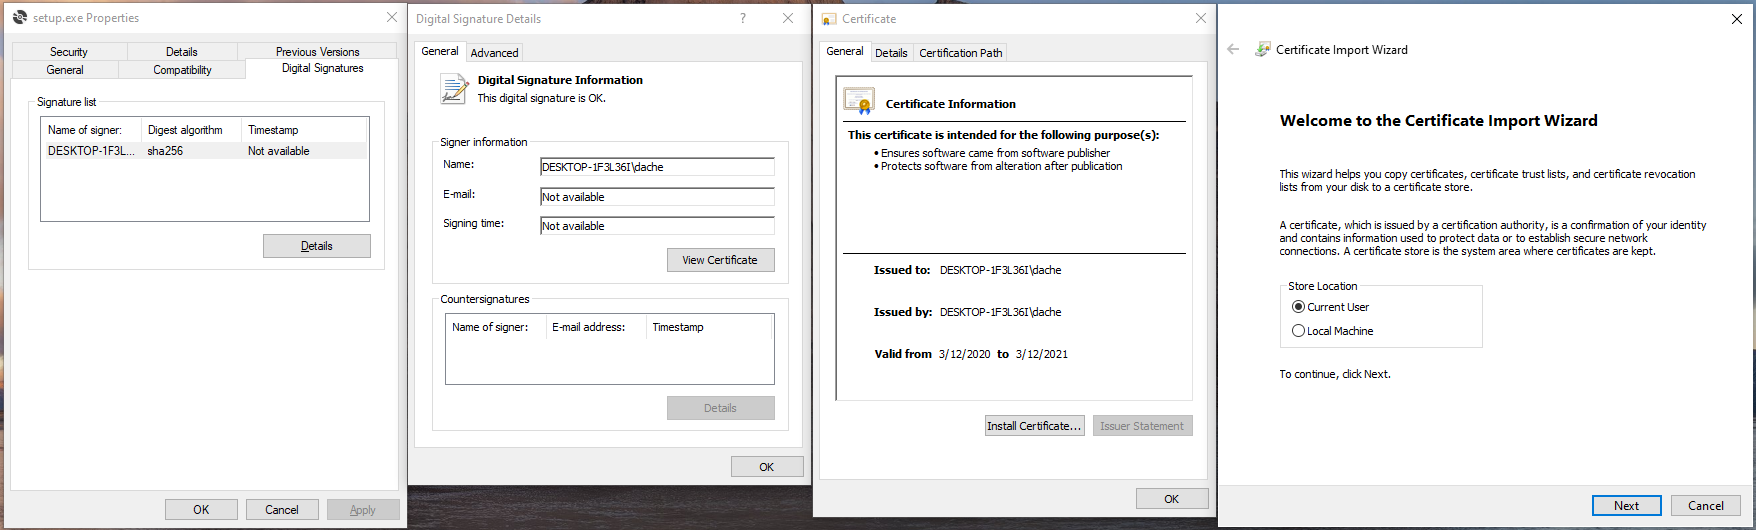 setup.exe Properties
Security
Details
Previous Versions
General
Compatibility
Digital Signatures
Signature list
Name of signer:
Digest algorithm
Timestamp
DESKTOP-1F3L...
sha256
Not available
Details
OK
Cancel
Apply
Digital Signature Details
?
General
Advanced
Digital Signature Information
This digital signature is OK.
Signer information
Name:
DESKTOP-1F3L36I\dache
E-mail:
Not available
Signing time:
Not available
View Certificate
Countersignatures
Name of signer:
E-mail address:
Timestamp
Details
OK
Certificate
General
Details
Certification Path
Certificate Information
This certificate is intended for the following purpose(s):
• Ensures software came from software publisher
• Protects software from alteration after publication
Issued to: DESKTOP-1F3L36I\dache
Issued by: DESKTOP-1F3L36I\dache
Valid from 3/12/2020 to 3/12/2021
Install Certificate...
Issuer Statement
OK
Certificate Import Wizard
Welcome to the Certificate Import Wizard
This wizard helps you copy certificates, certificate trust lists, and certificate revocation
lists from your disk to a certificate store.
A certificate, which is issued by a certification authority, is a confirmation of your identity
and contains information used to protect data or to establish secure network
connections. A certificate store is the system area where certificates are kept.
Store Location
Current User
Local Machine
To continue, click Next.
Next
Cancel